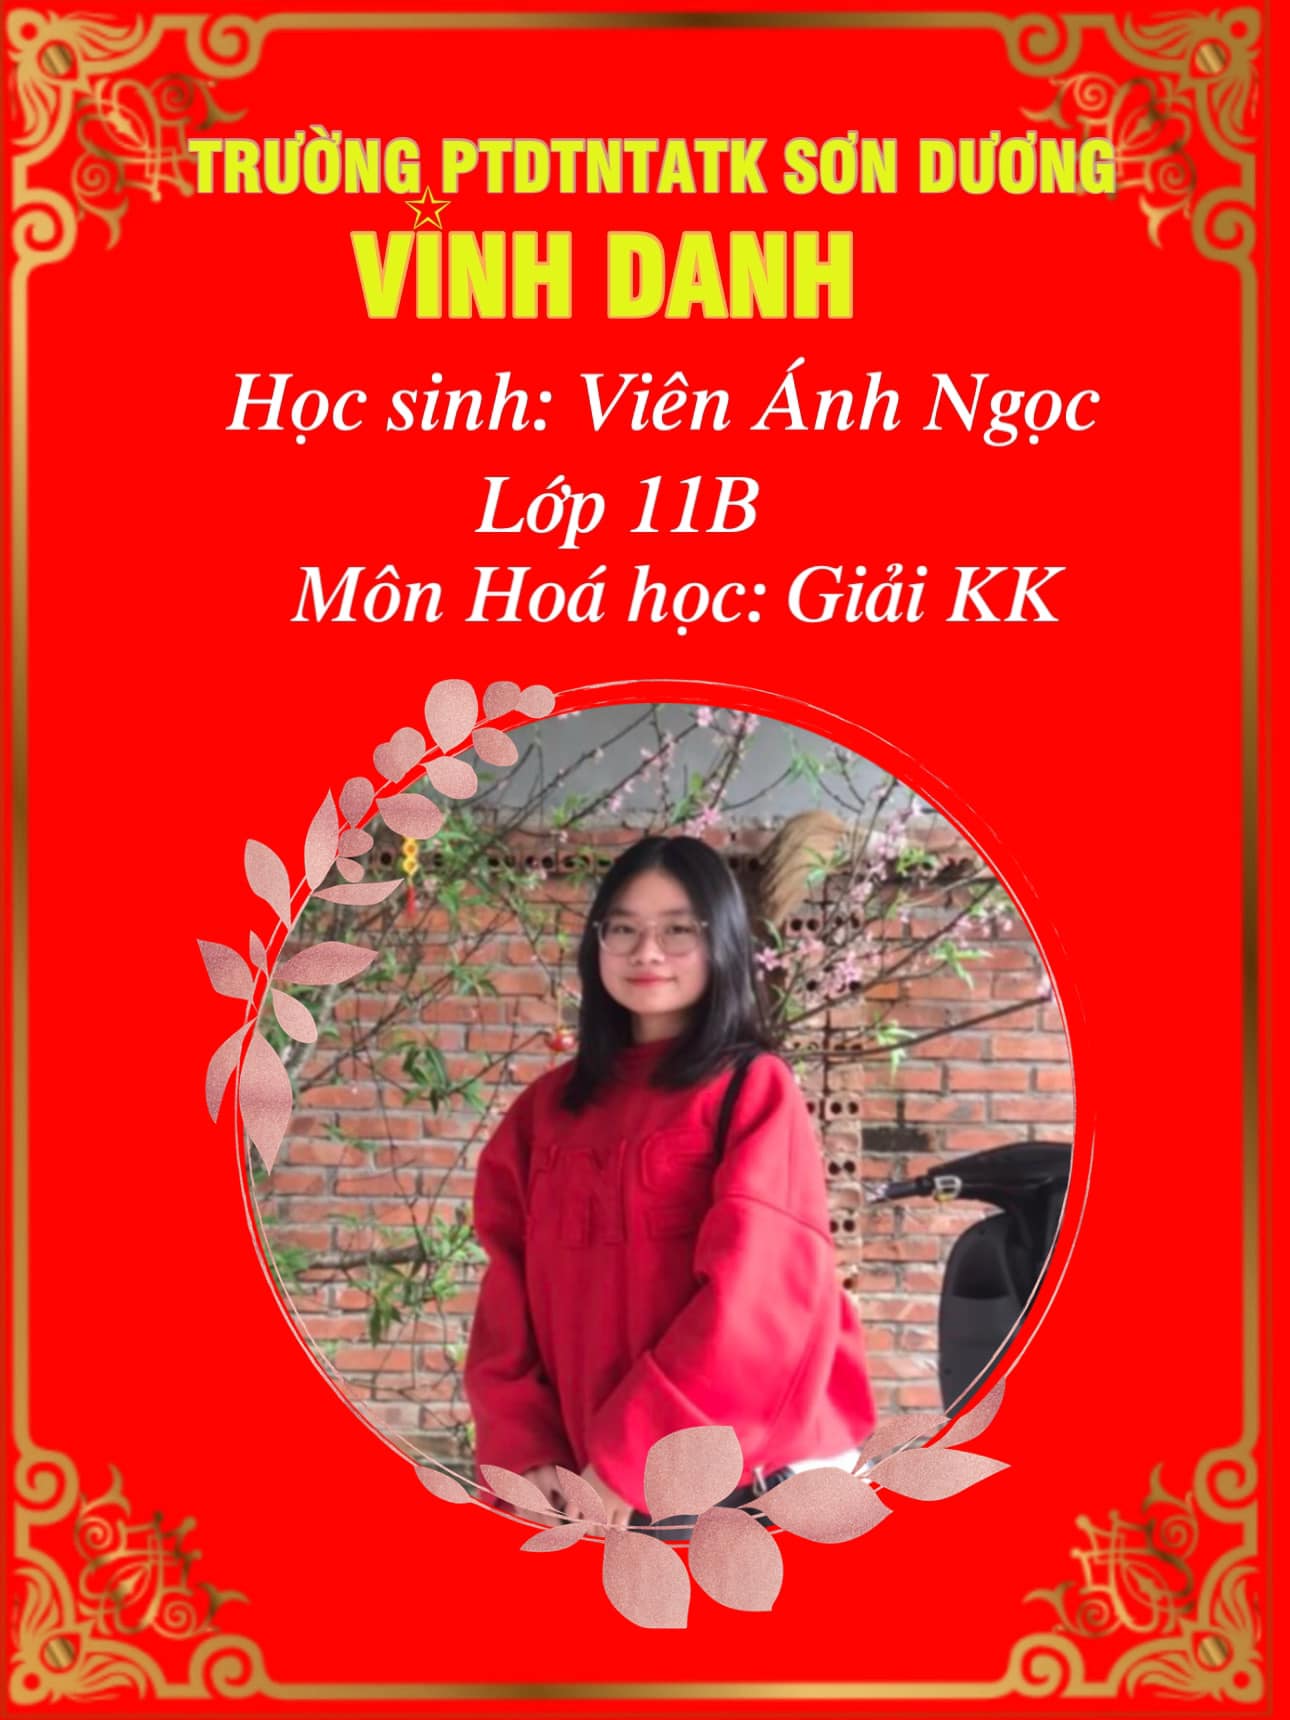 TRƯỜNG PTDTNTATK SƠN DƯƠNG
VINH DANH
Học sinh: Viên Ánh Ngọc
Lớp 11B
Môn Hoá học: Giải KK